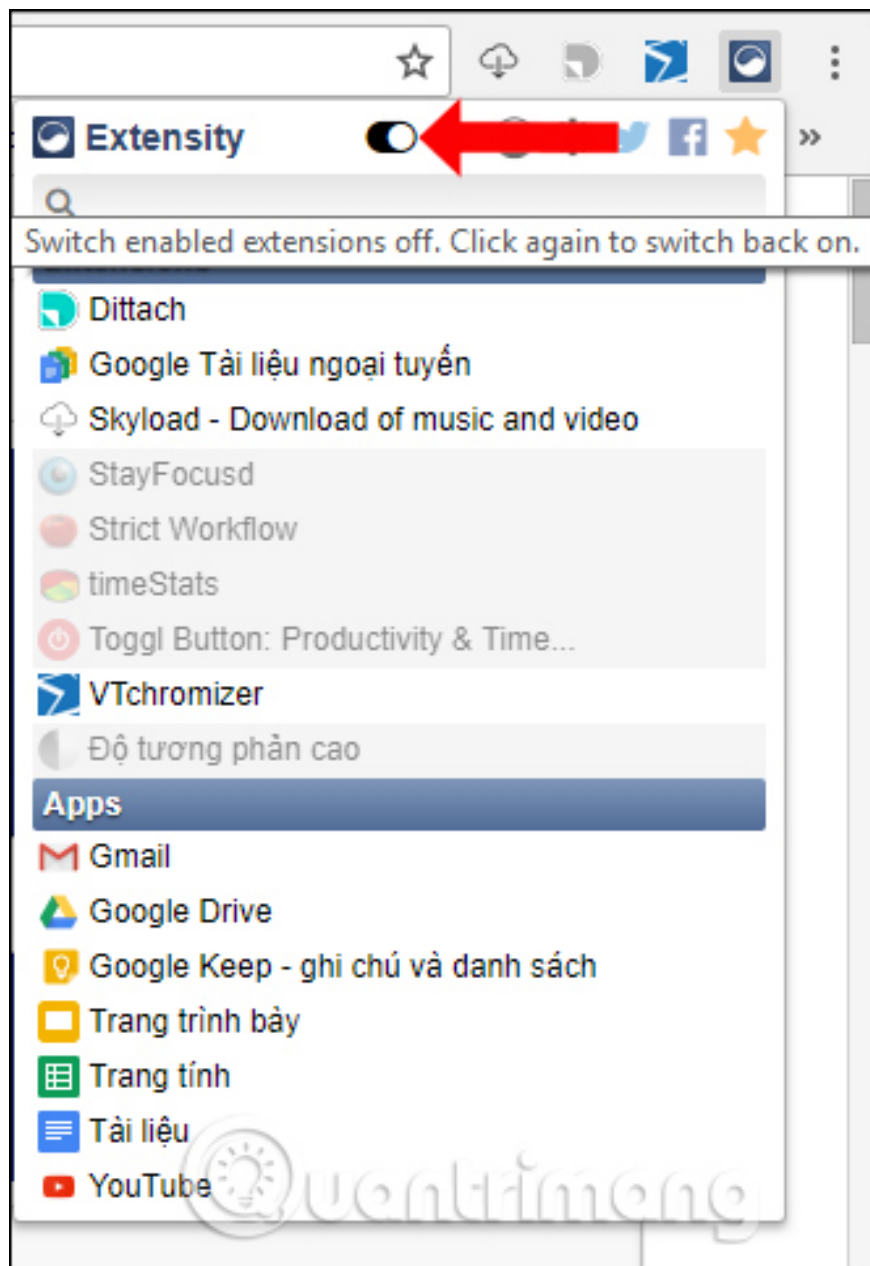 Extensity
»
Switch enabled extensions off. Click again to switch back on.
Dittach
Google Tài liệu ngoại tuyến
Skyload - Download of music and video
StayFocusd
Strict Workflow
timeStats
Toggl Button: Productivity & Time...
VTchromizer
Độ tương phản cao
Apps
Gmail
Google Drive
Google Keep - ghi chú và danh sách
Trang trình bày
Trang tính
Tài liệu
YouTube
Quantrimang